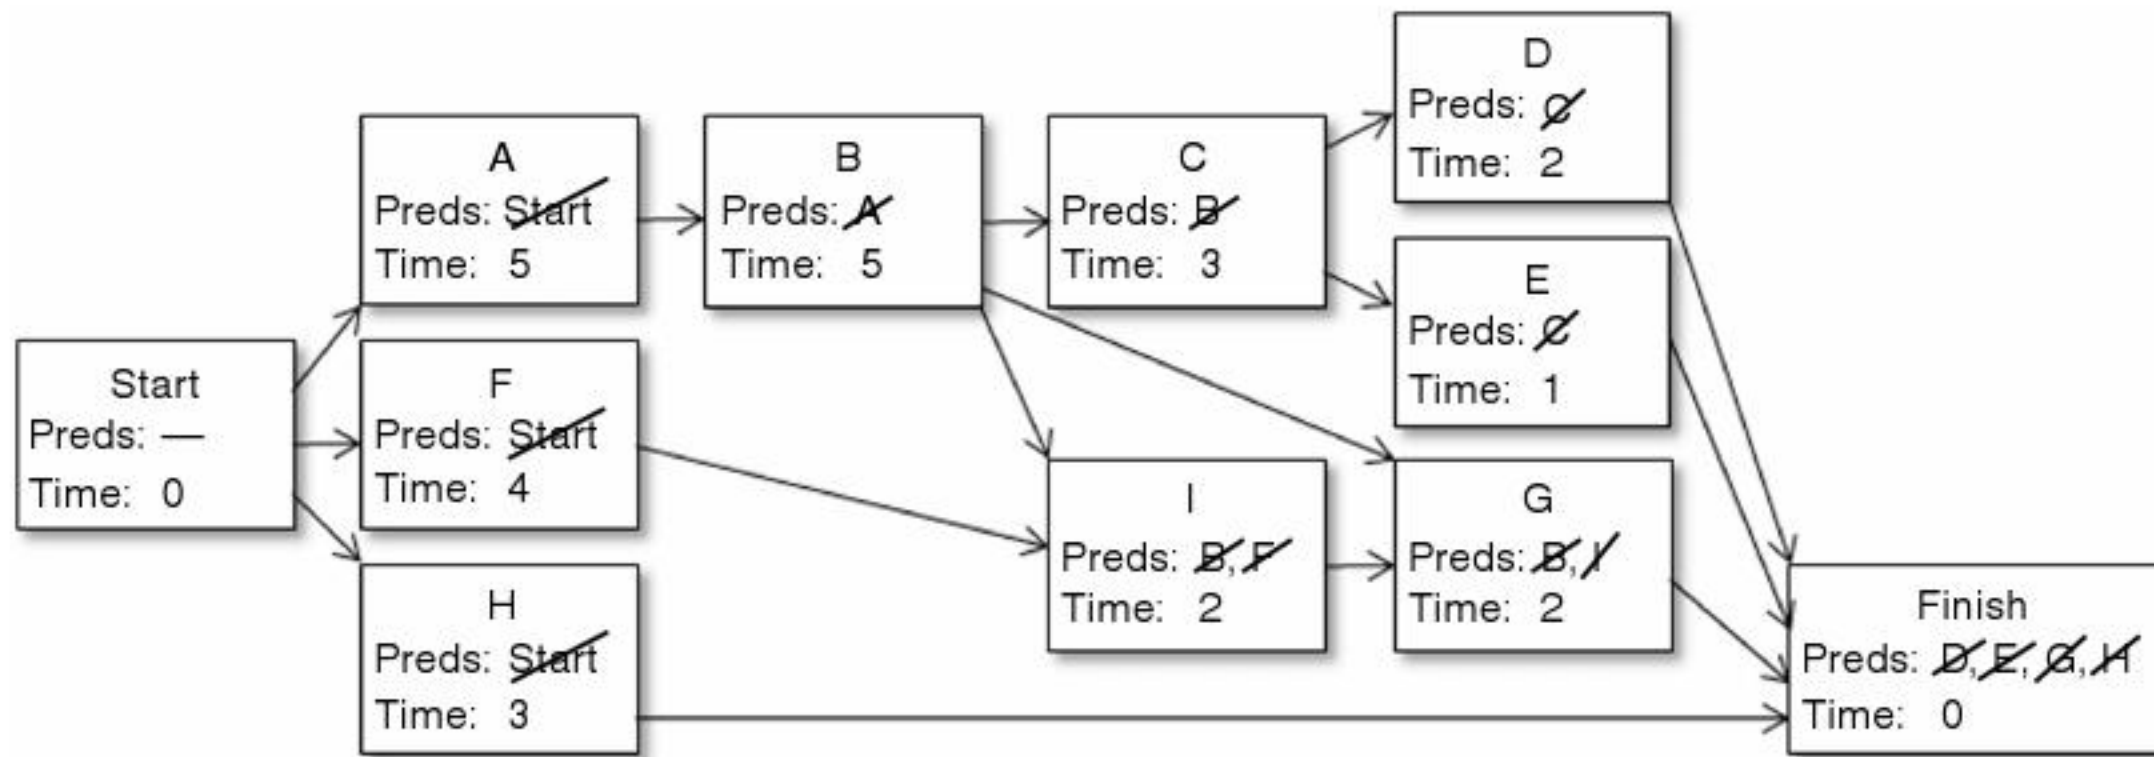 D
Preds: C
Time: 2
A
Preds: Start
Time: 5
B
Preds: A
Time: 5
C
Preds: B
Time: 3
E
Preds: C
Time: 1
Start
Preds: —
Time: 0
F
Preds: Start
Time: 4
I
Preds: B, F
Time: 2
G
Preds: B, I
Time: 2
H
Preds: Start
Time: 3
Finish
Preds: D, E, G, H
Time: 0